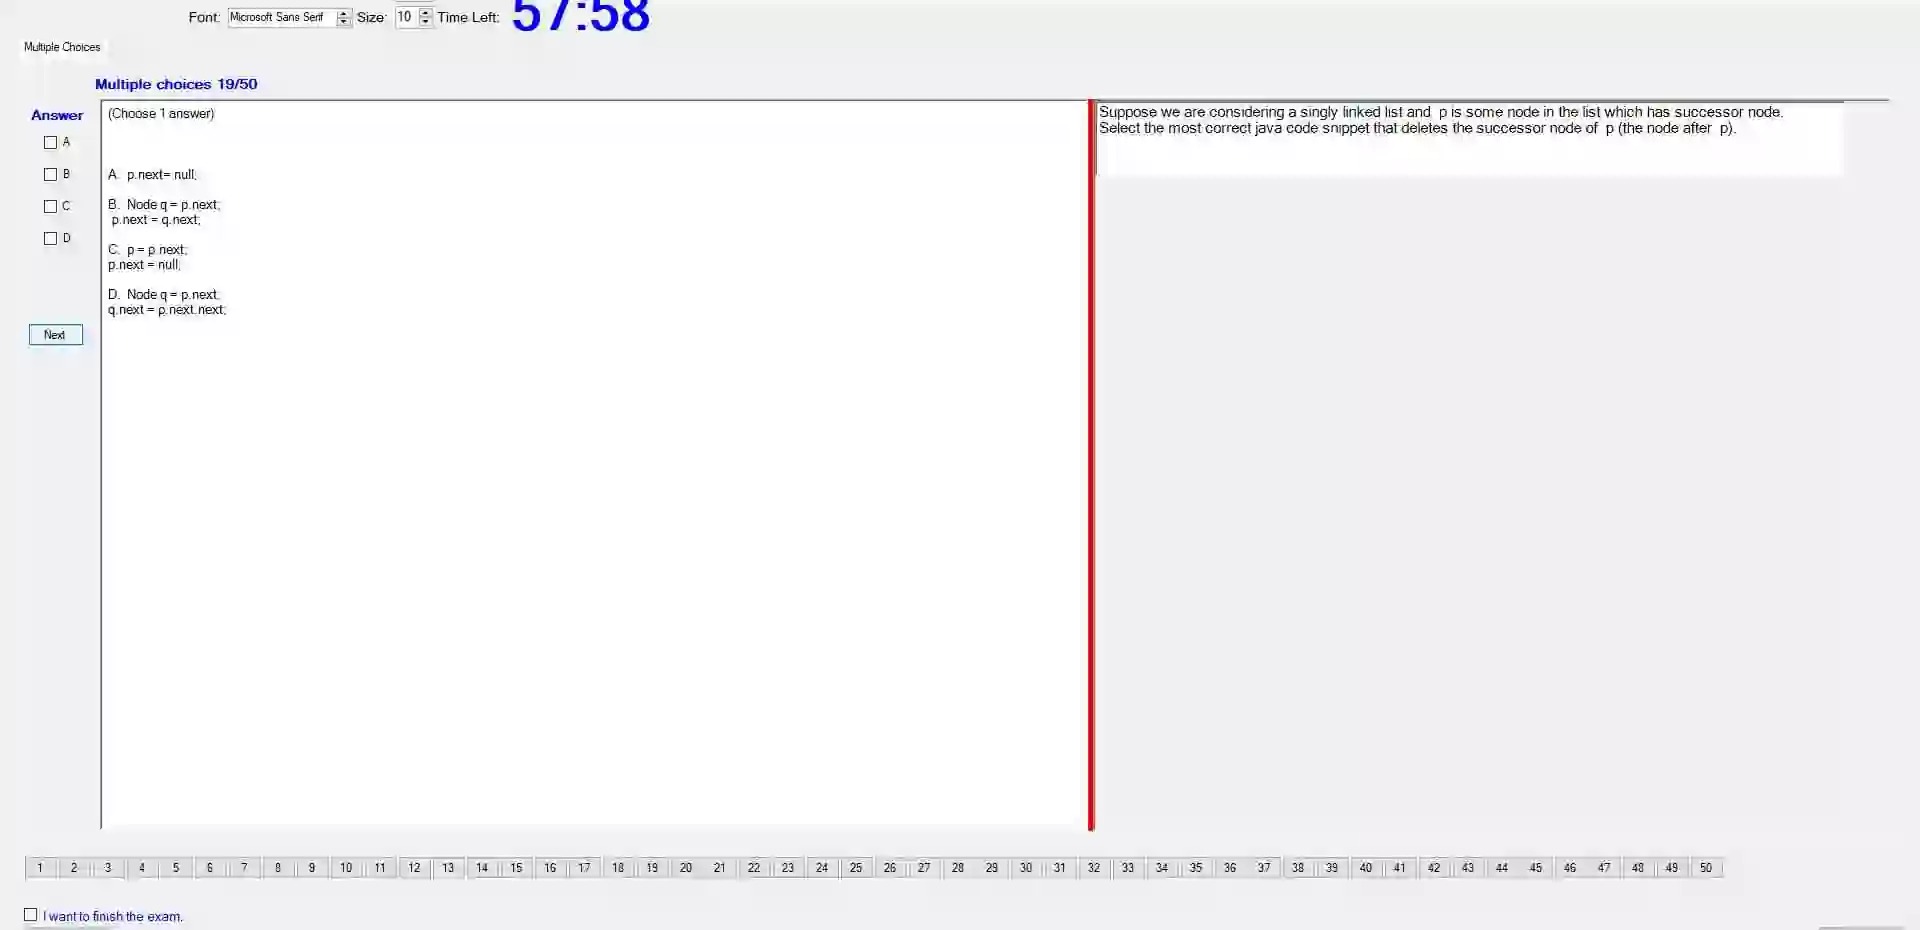 Font: Microsoft Sans Serif Size: 10 Time Left: 57:58
Multiple Choices
Multiple choices 19/50
Answer
A
B
C
D
Next
(Choose 1 answer)
A. p.next= null;
B. Node q = p.next;
p.next = q.next;
C. p = p.next;
p.next = null;
D. Node q = p.next;
q.next = p.next.next;
Suppose we are considering a singly linked list and p is some node in the list which has successor node.
Select the most correct java code snippet that deletes the successor node of p (the node after p).
1 2 3 4 5 6 7 8 9 10 11 12 13 14 15 16 17 18 19 20 21 22 23 24 25 26 27 28 29 30 31 32 33 34 35 36 37 38 39 40 41 42 43 44 45 46 47 48 49 50
I want to finish the exam.